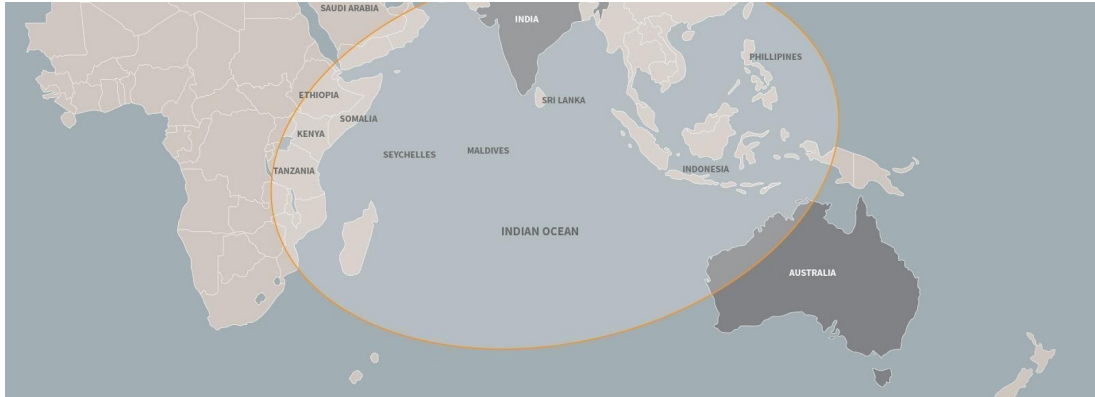 SAUDI ARABIA
INDIA
PHILLIPINES
ETHIOPIA
SRI LANKA
SOMALIA
KENYA
MALDIVES
SEYCHELLES
TANZANIA
INDONESIA
INDIAN OCEAN
AUSTRALIA